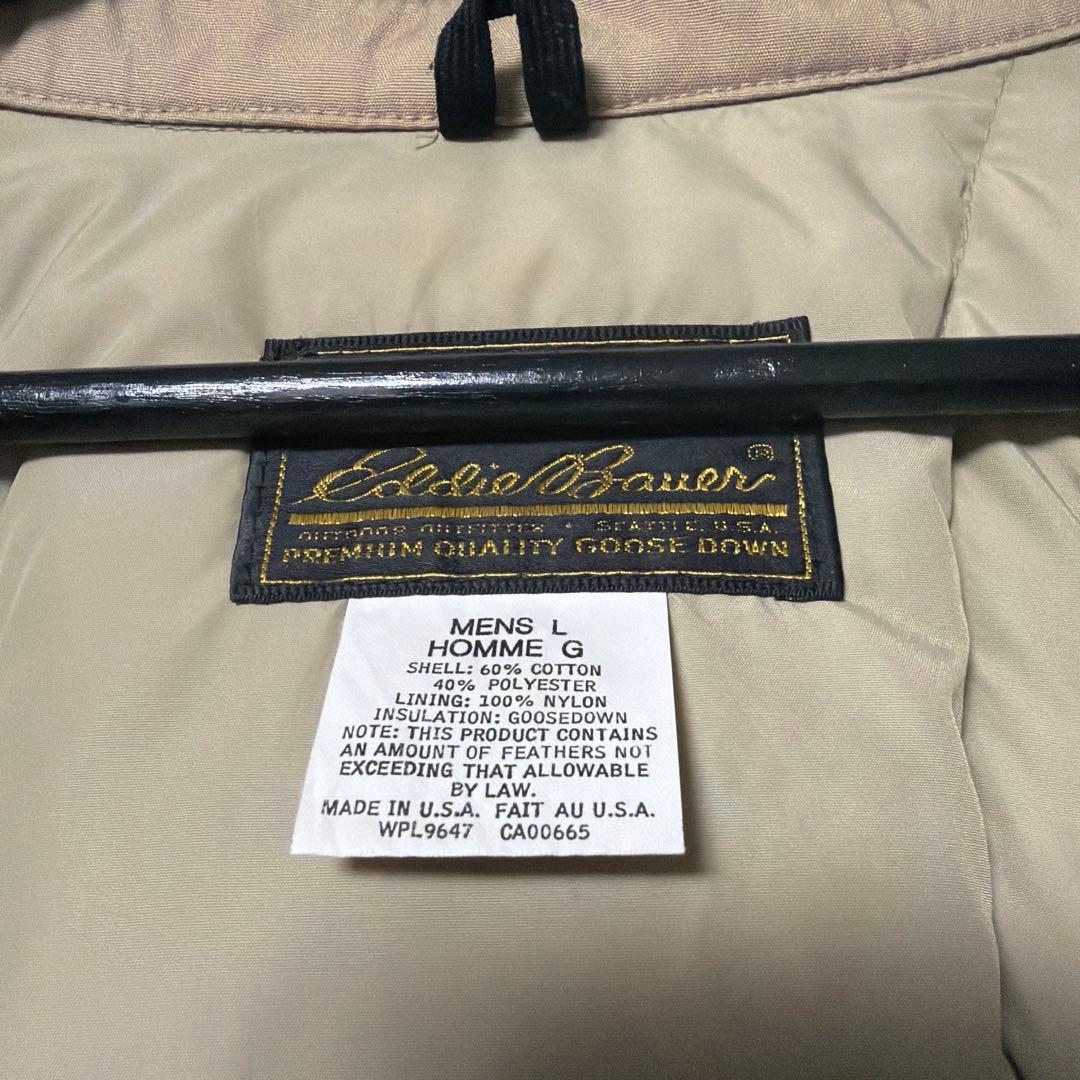 Eddie Bauer ®
OUTDOOR OUTFITTER • SEATTLE, U.S.A.
PREMIUM QUALITY GOOSE DOWN
MENS L
HOMME G
SHELL: 60% COTTON
40% POLYESTER
LINING: 100% NYLON
INSULATION: GOOSEDOWN
NOTE: THIS PRODUCT CONTAINS
AN AMOUNT OF FEATHERS NOT
EXCEEDING THAT ALLOWABLE
BY LAW.
MADE IN U.S.A. FAIT AU U.S.A.
WPL9647 CA00665